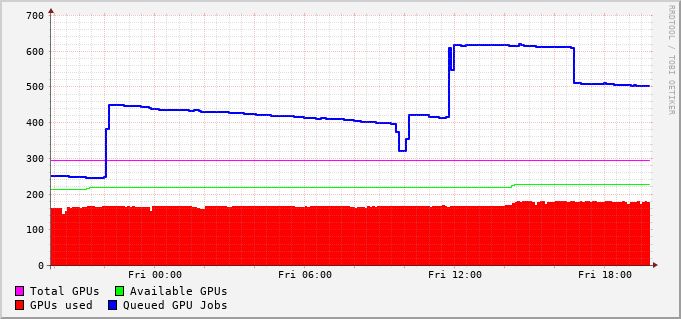 700
600
500
400
300
200
100
0
Fri 00:00 Fri 06:00 Fri 12:00 Fri 18:00
Total GPUs Available GPUs
GPUs used Queued GPU Jobs
RRDTOOL / TOBI OETIKER